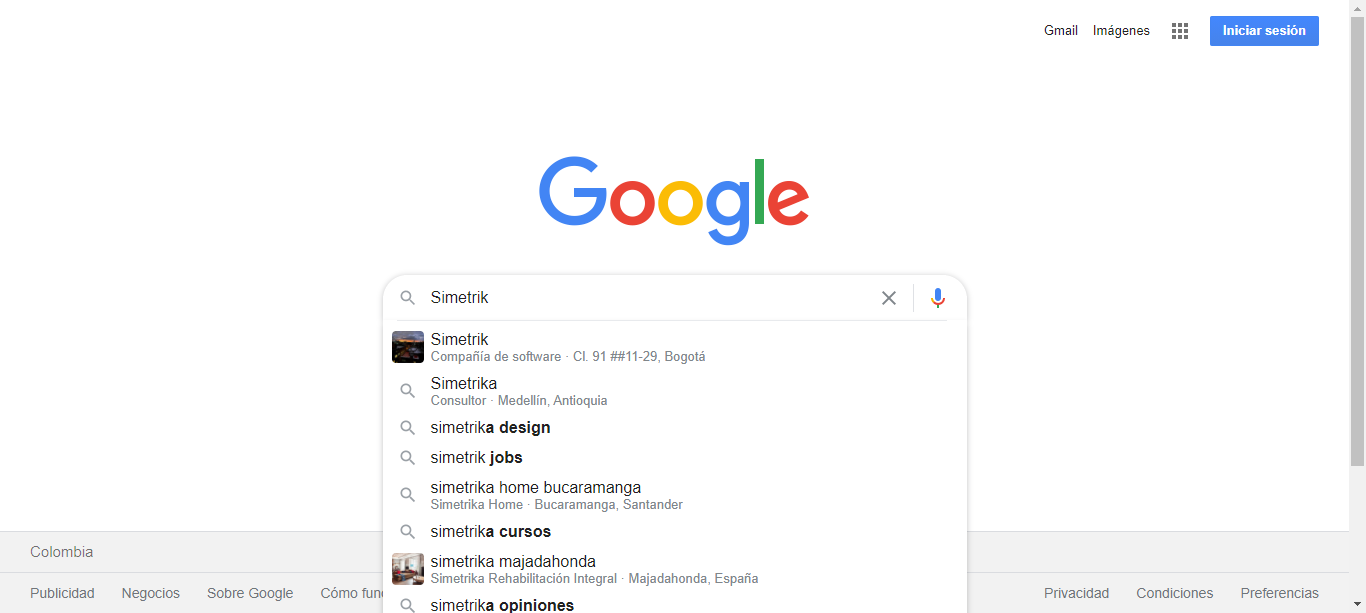 Gmail Imágenes Iniciar sesión
Google
Simetrik
Simetrik
Compañía de software · Cl. 91 ##11-29, Bogotá
Simetrika
Consultor · Medellín, Antioquia
simetrika design
simetrik jobs
simetrika home bucaramanga
Simetrika Home · Bucaramanga, Santander
simetrika cursos
simetrika majadahonda
Simetrika Rehabilitación Integral · Majadahonda, España
simetrika opiniones
Colombia
Publicidad Negocios Sobre Google Cómo Privacidad Condiciones Preferencias